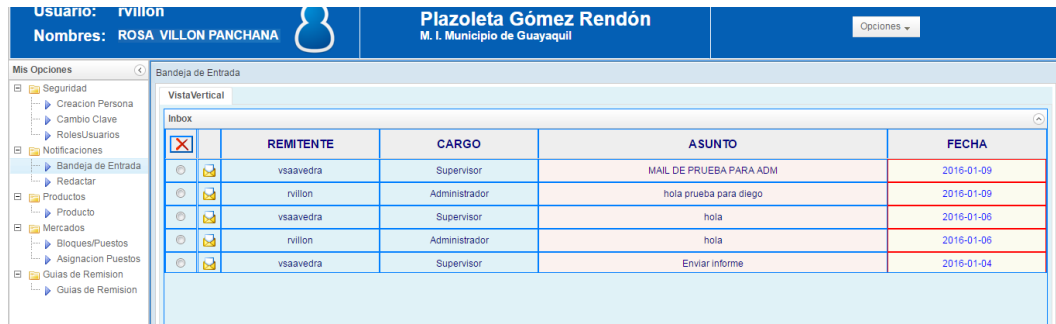 Usuario: rvillon
Nombres: ROSA VILLON PANCHANA
Plazoleta Gómez Rendón
M. I. Municipio de Guayaquil
Opciones
Mis Opciones
Seguridad
Creacion Persona
Cambio Clave
RolesUsuarios
Notificaciones
Bandeja de Entrada
Redactar
Productos
Producto
Mercados
Bloques/Puestos
Asignacion Puestos
Guias de Remision
Guias de Remision
Bandeja de Entrada
VistaVertical
Inbox
REMITENTE CARGO ASUNTO FECHA
vsaavedra Supervisor MAIL DE PRUEBA PARA ADM 2016-01-09
rvillon Administrador hola prueba para diego 2016-01-09
vsaavedra Supervisor hola 2016-01-06
rvillon Administrador hola 2016-01-06
vsaavedra Supervisor Enviar informe 2016-01-04